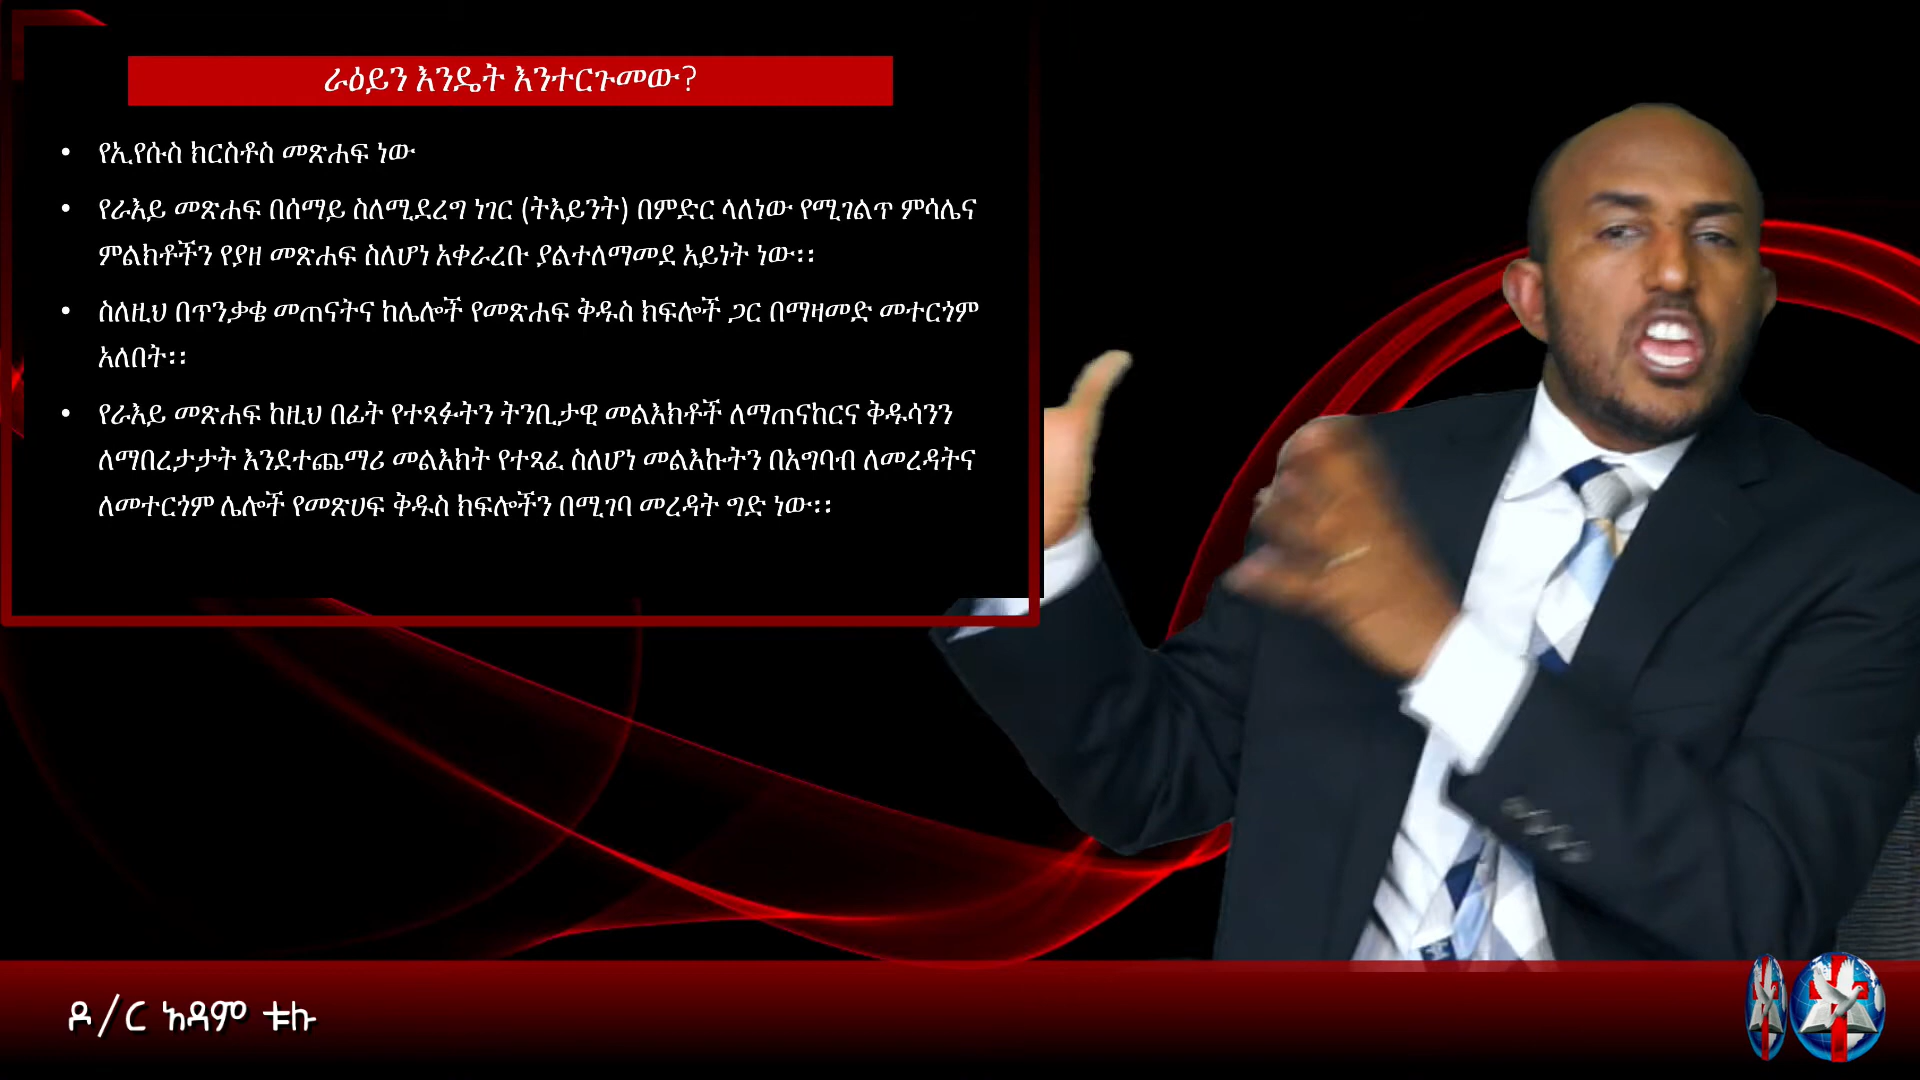 ራዕይን እንዴት እንተርጉመው?
• የኢየሱስ ክርስቶስ መጽሐፍ ነው
• የራእይ መጽሐፍ በሰማይ ስለሚደረግ ነገር (ትእይንት) በምድር ላለነው የሚገልጥ ምሳሌና
ምልክቶችን የያዘ መጽሐፍ ስለሆነ አቀራረቡ ያልተለማመደ አይነት ነው፡፡
• ስለዚህ በጥንቃቄ መጠናትና ከሌሎች የመጽሐፍ ቅዱስ ክፍሎች ጋር በማዛመድ መተርጎም
አለበት፡፡
• የራእይ መጽሐፍ ከዚህ በፊት የተጻፉትን ትንቢታዊ መልእክቶች ለማጠናከርና ቅዱሳንን
ለማበረታታት እንደተጨማሪ መልእክት የተጻፈ ስለሆነ መልእኩትን በአግባብ ለመረዳትና
ለመተርጎም ሌሎች የመጽሀፍ ቅዱስ ክፍሎችን በሚገባ መረዳት ግድ ነው፡፡
ዶ/ር አዳም ቱሉ